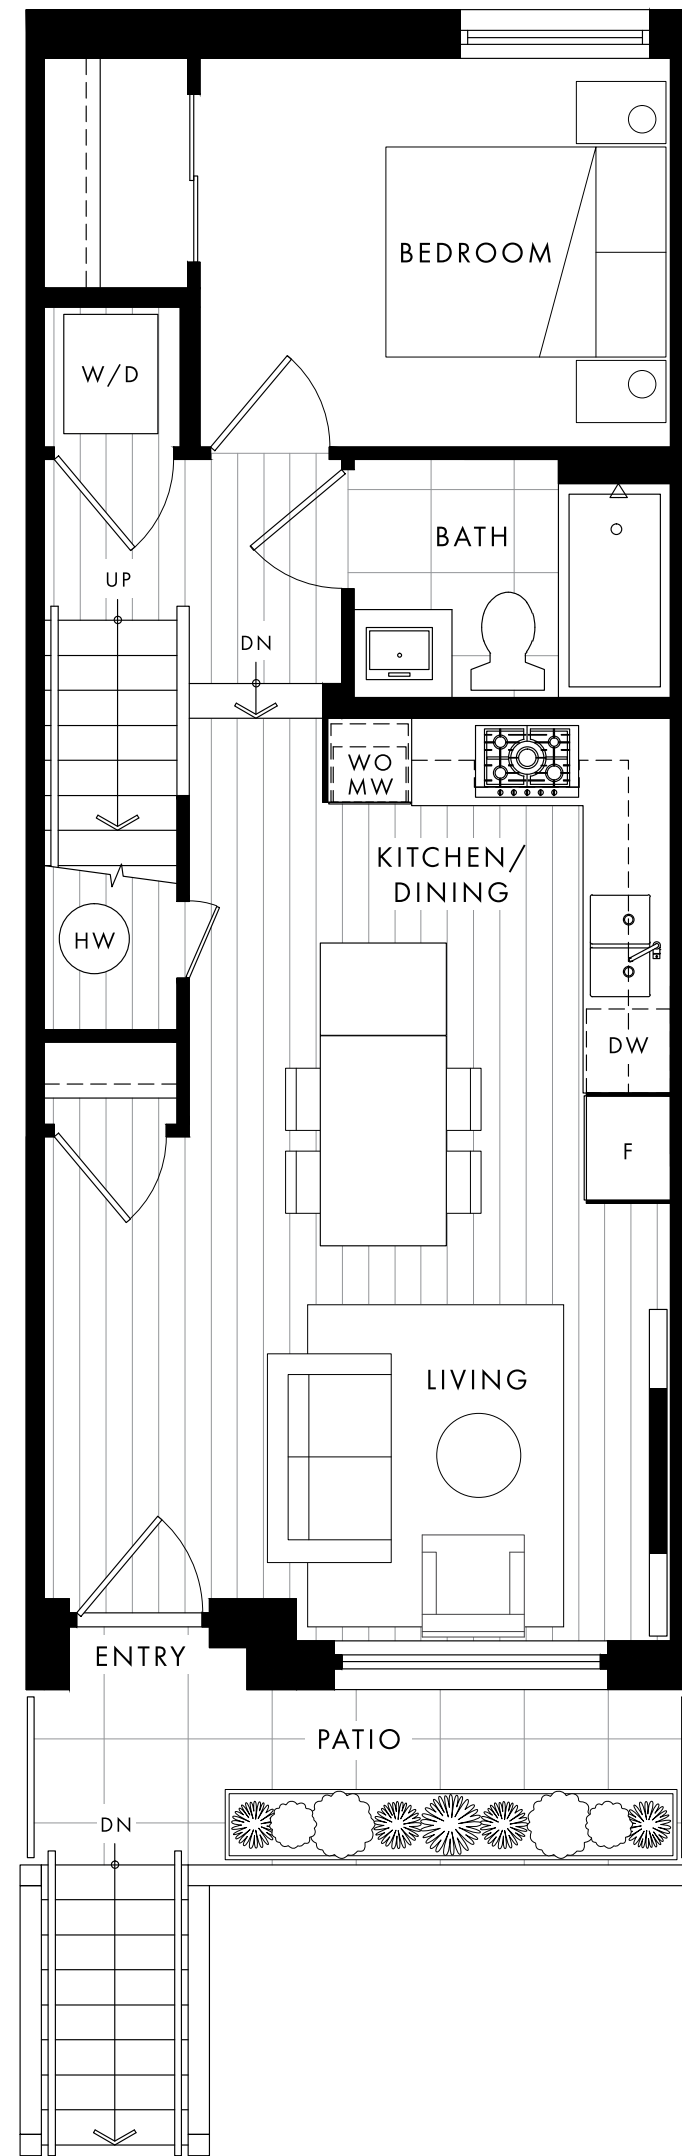 BEDROOM
W/D
BATH
UP
DN
WO
MW
KITCHEN/
DINING
HW
DW
F
LIVING
ENTRY
PATIO
DN